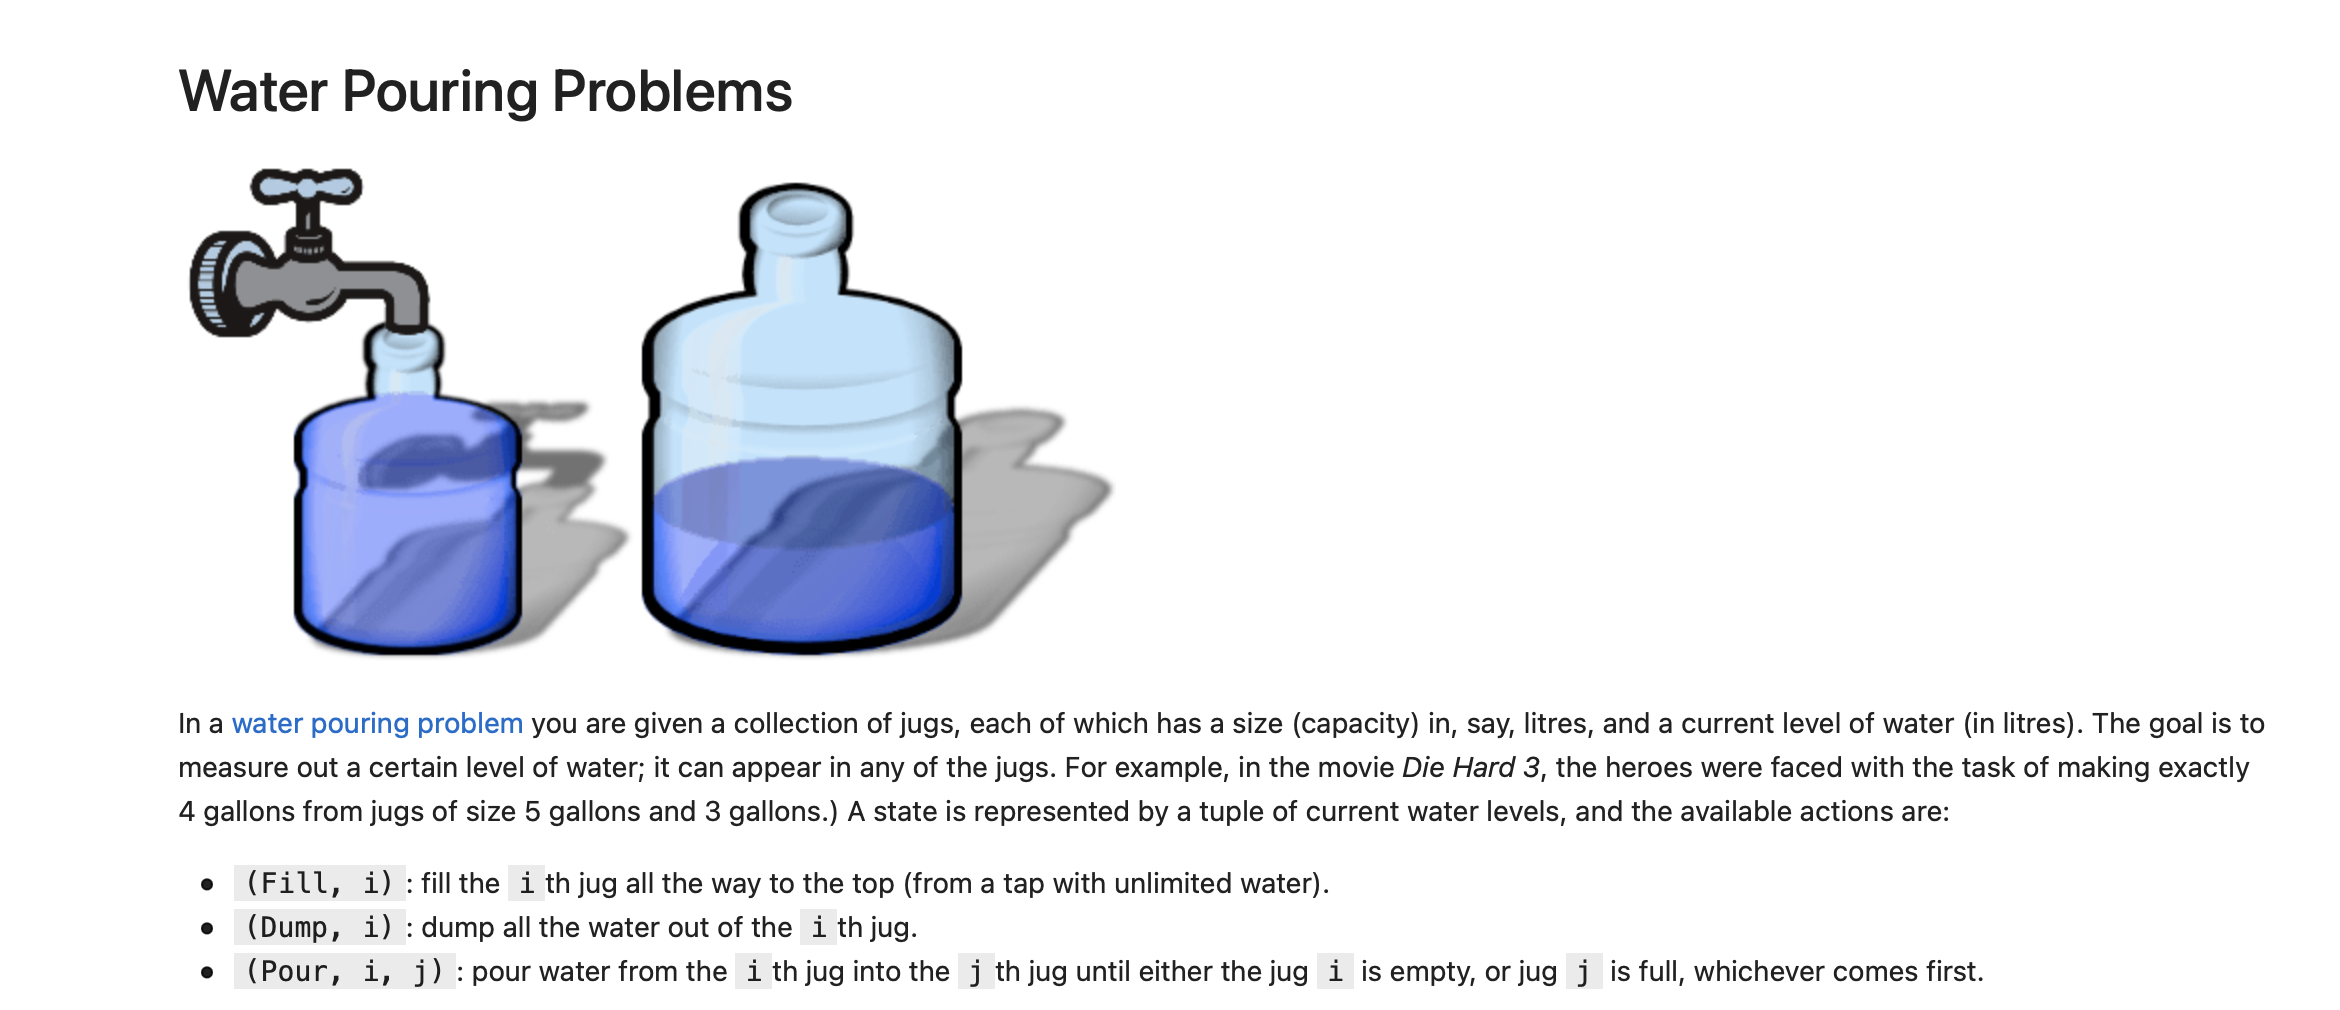 Water Pouring Problems
In a water pouring problem you are given a collection of jugs, each of which has a size (capacity) in, say, litres, and a current level of water (in litres). The goal is to
measure out a certain level of water; it can appear in any of the jugs. For example, in the movie Die Hard 3, the heroes were faced with the task of making exactly
4 gallons from jugs of size 5 gallons and 3 gallons.) A state is represented by a tuple of current water levels, and the available actions are:
• (Fill, i) : fill the i th jug all the way to the top (from a tap with unlimited water).
• (Dump, i) : dump all the water out of the i th jug.
• (Pour, i, j) : pour water from the i th jug into the j th jug until either the jug i is empty, or jug j is full, whichever comes first.